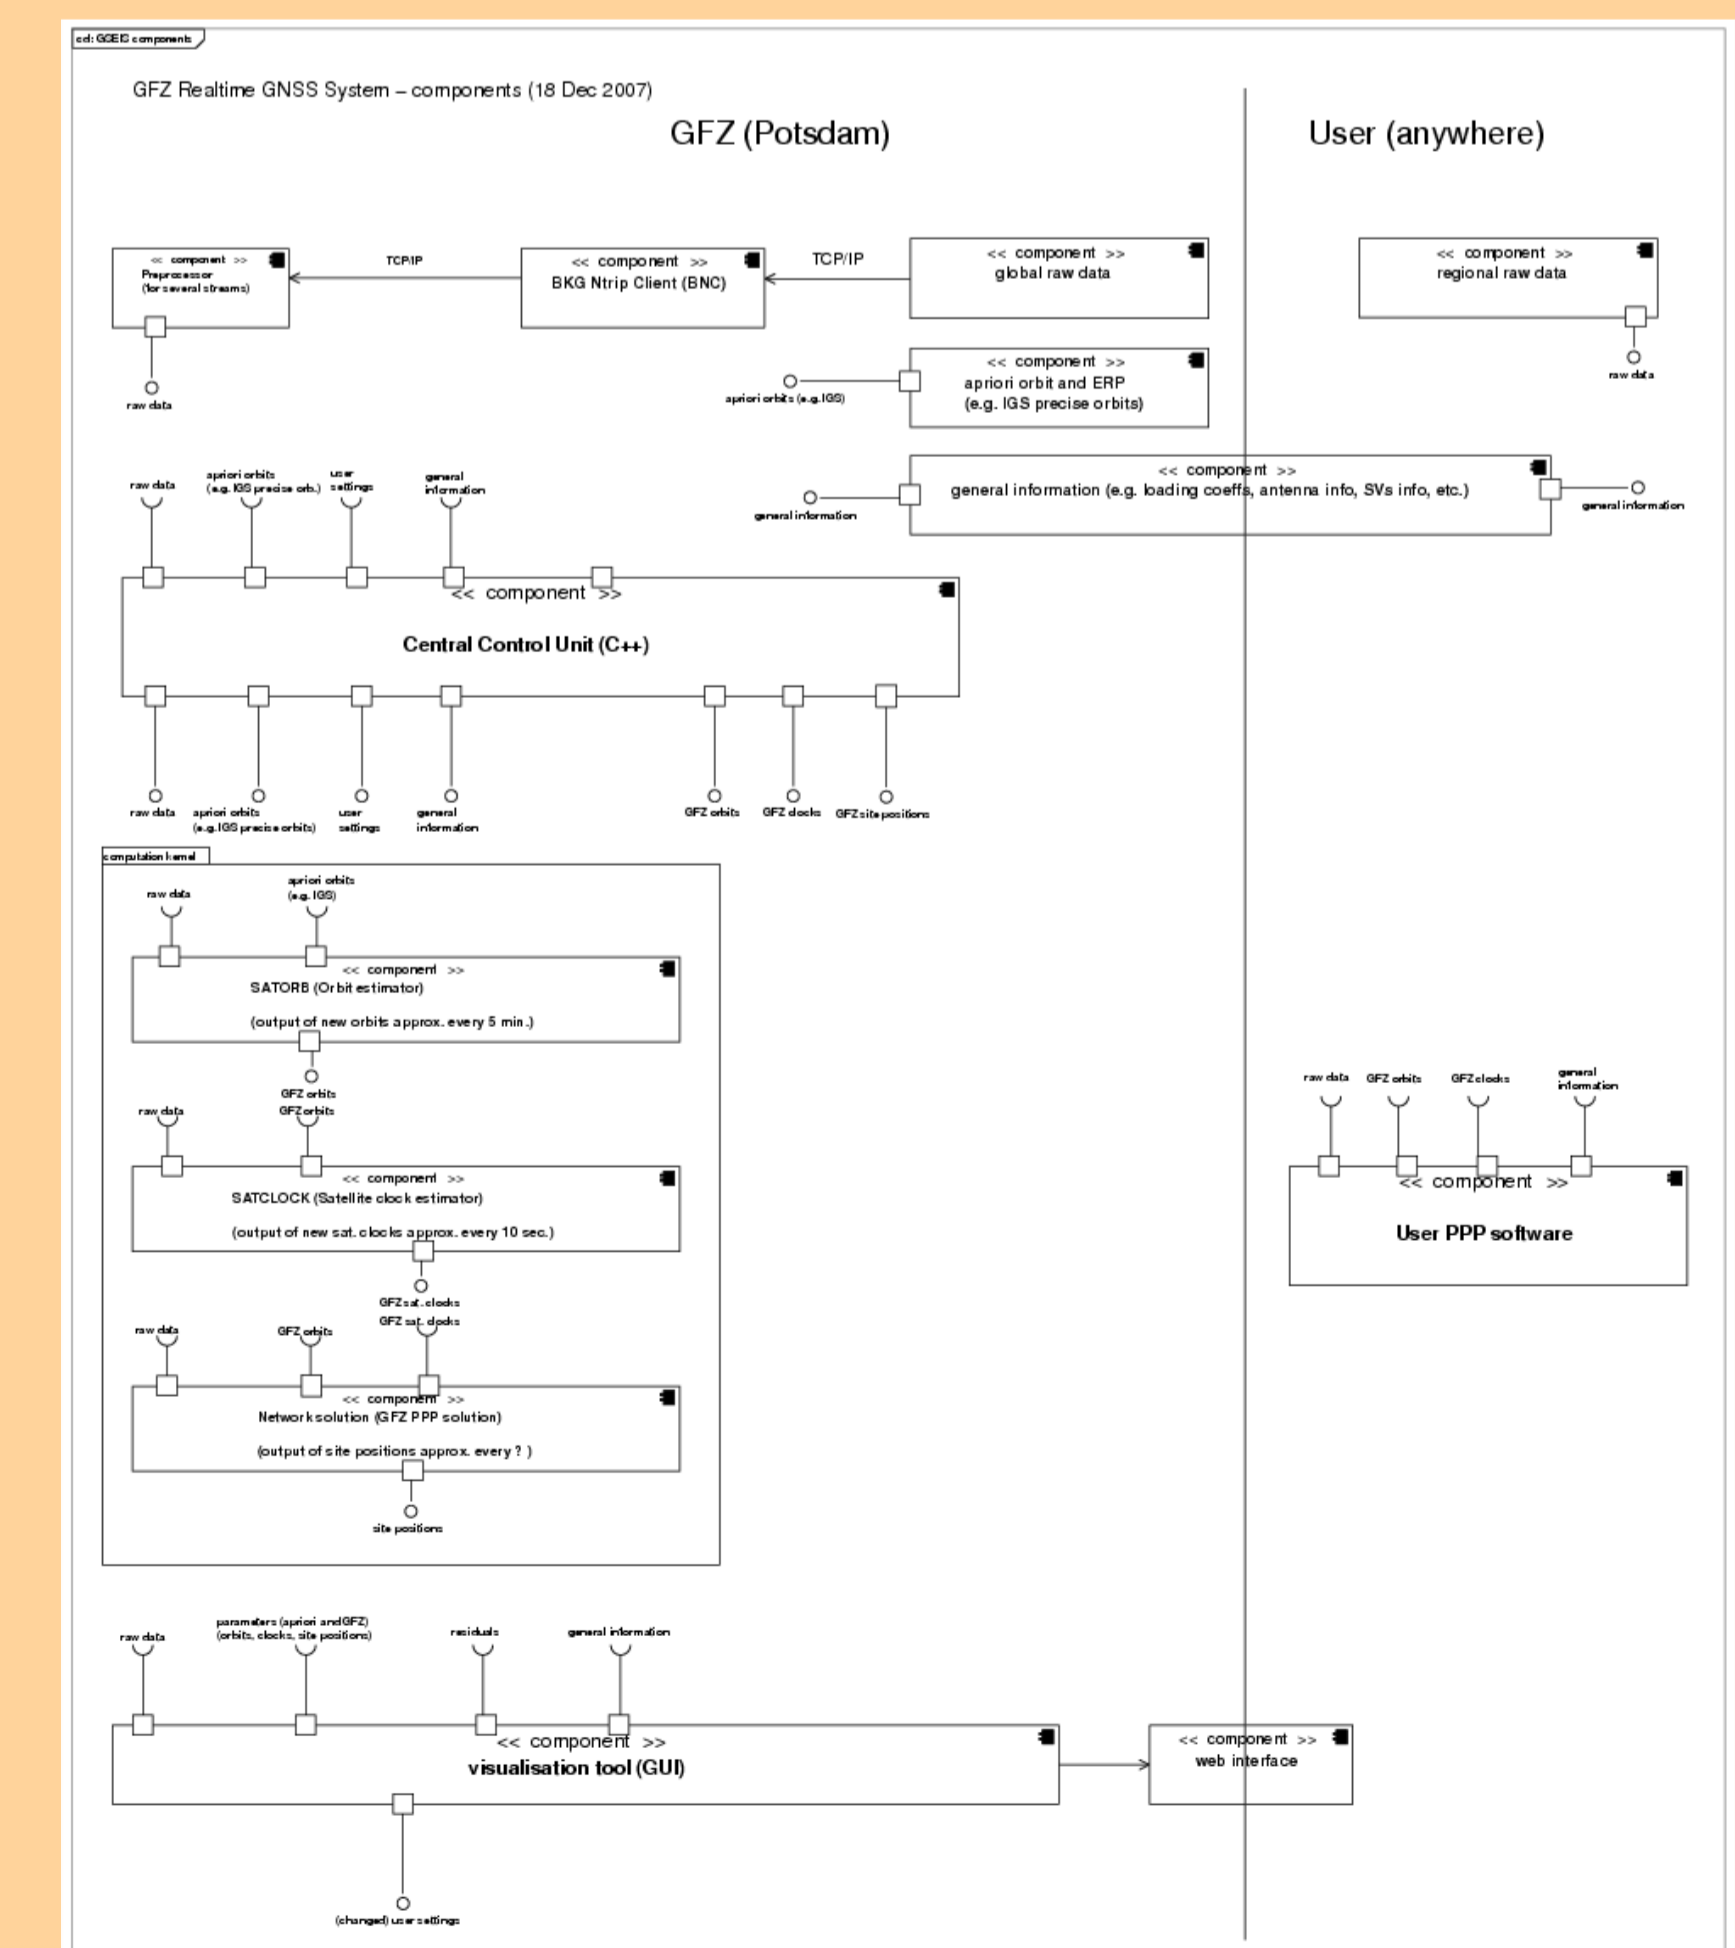 cd: GSEIS components
GFZ Realtime GNSS System – components (18 Dec 2007)
GFZ (Potsdam)
User (anywhere)
<< component >>
Preprocessor
(for several streams)
TCP/IP
<< component >>
BKG Ntrip Client (BNC)
TCP/IP
<< component >>
global raw data
<< component >>
regional raw data
raw data
raw data
<< component >>
apriori orbit and ERP
(e.g. IGS precise orbits)
apriori orbits (e.g. IGS)
<< component >>
general information (e.g. loading coeffs, antenna info, SVs info, etc.)
general information
general information
raw data
apriori orbits
(e.g. IGS precise orb.)
user
settings
general
information
<< component >>
Central Control Unit (C++)
raw data
apriori orbits
(e.g. IGS precise orbits)
user
settings
general
information
GFZ orbits
GFZ clocks
GFZ site positions
computation kernel
raw data
apriori orbits
(e.g. IGS)
<< component >>
SATORB (Orbit estimator)
(output of new orbits approx. every 5 min.)
GFZ orbits
raw data
GFZ orbits
<< component >>
SATCLOCK (Satellite clock estimator)
(output of new sat. clocks approx. every 10 sec.)
GFZ sat. clocks
raw data
GFZ orbits
GFZ sat. clocks
<< component >>
Network solution (GFZ PPP solution)
(output of site positions approx. every ? )
site positions
raw data
GFZ orbits
GFZ clocks
general
information
<< component >>
User PPP software
raw data
parameters (apriori and GFZ)
(orbits, clocks, site positions)
residuals
general information
<< component >>
visualisation tool (GUI)
<< component >>
web interface
(changed) user settings